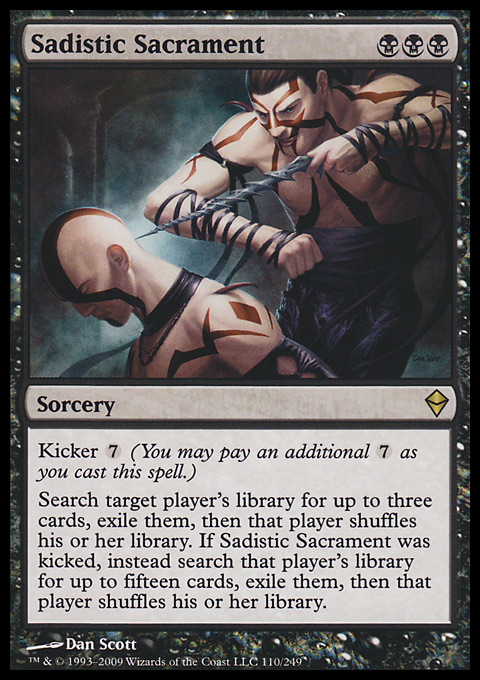 Sadistic Sacrament
Sorcery
Kicker 7 (You may pay an additional 7 as
you cast this spell.)
Search target player's library for up to three
cards, exile them, then that player shuffles
his or her library. If Sadistic Sacrament was
kicked, instead search that player's library
for up to fifteen cards, exile them, then that
player shuffles his or her library.
Dan Scott
™ & © 1993–2009 Wizards of the Coast LLC 110/249